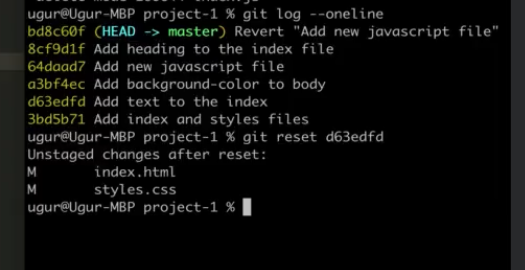 ugur@Ugur-MBP project-1 % git log --oneline
bd8c60f (HEAD -> master) Revert "Add new javascript file"
8cf9d1f Add heading to the index file
64daad7 Add new javascript file
a3bf4ec Add background-color to body
d63edfd Add text to the index
3bd5b71 Add index and styles files
ugur@Ugur-MBP project-1 % git reset d63edfd
Unstaged changes after reset:
M index.html
M styles.css
ugur@Ugur-MBP project-1 %